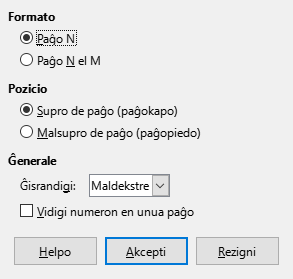 Formato
Paĝo N
Paĝo N el M
Pozicio
Supro de paĝo (paĝokapo)
Malsupro de paĝo (paĝopiedo)
Ĝenerale
Ĝisrandigi: Maldekstre
Vidigi numeron en unua paĝo
Helpo Akcepti Rezigni